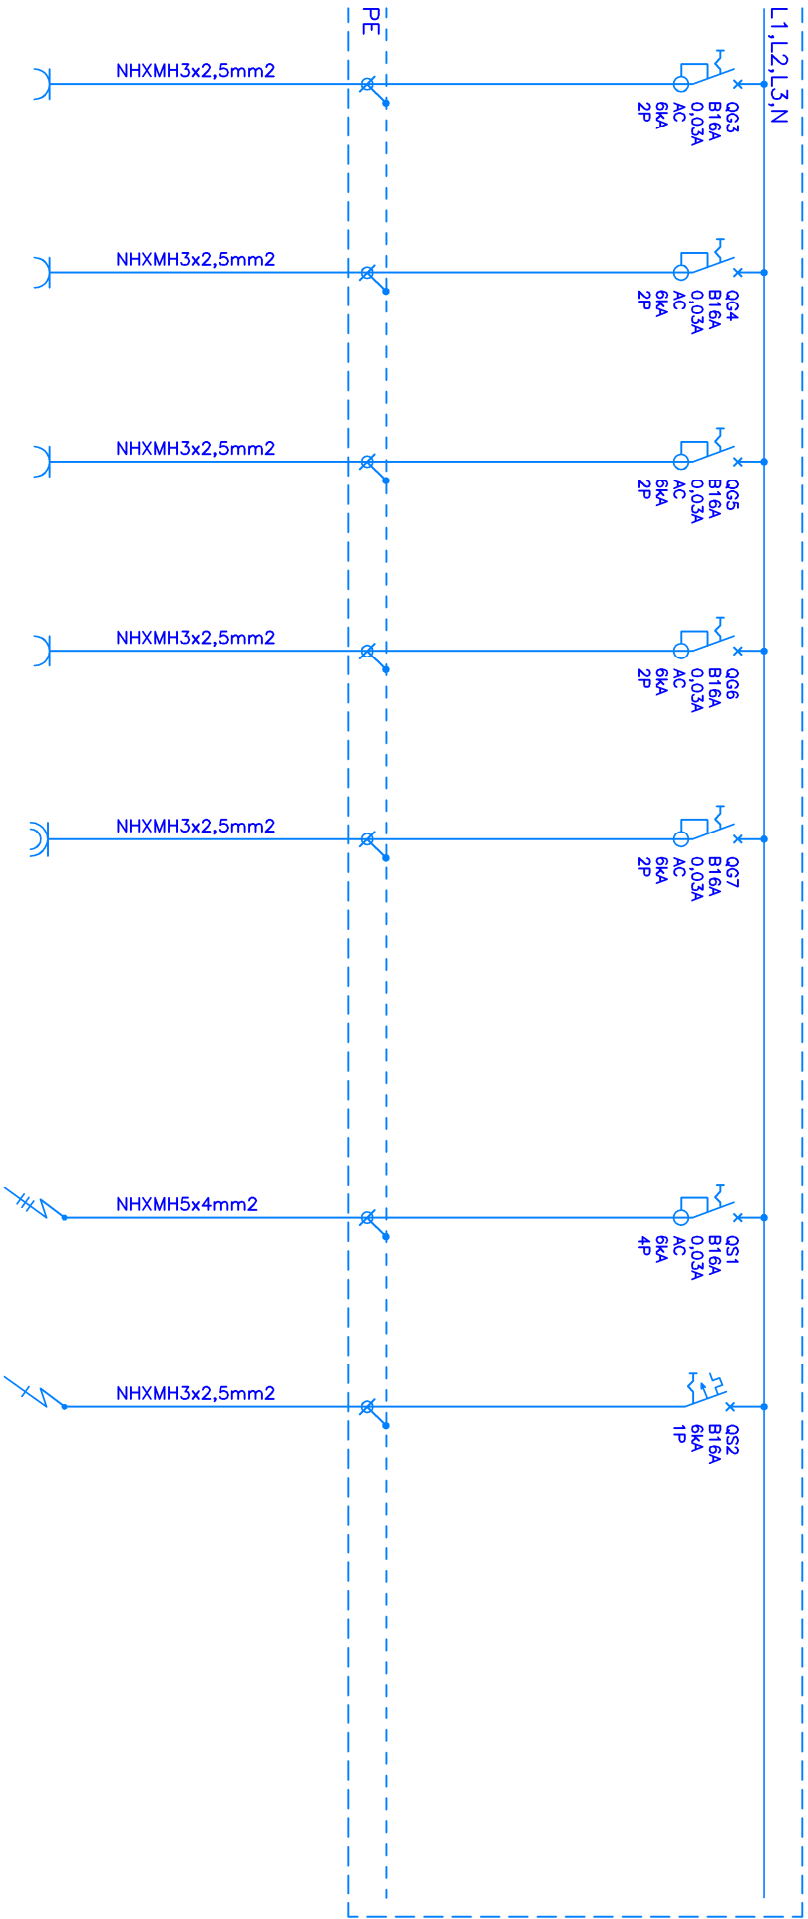 L1,L2,L3,N
PE
NHXMH3x2,5mm2
QG3
B16A
0,03A
AC
6kA
2P
NHXMH3x2,5mm2
QG4
B16A
0,03A
AC
6kA
2P
NHXMH3x2,5mm2
QG5
B16A
0,03A
AC
6kA
2P
NHXMH3x2,5mm2
QG6
B16A
0,03A
AC
6kA
2P
NHXMH3x2,5mm2
QG7
B16A
0,03A
AC
6kA
2P
NHXMH5x4mm2
QS1
B16A
0,03A
AC
6kA
4P
NHXMH3x2,5mm2
QS2
B16A
6kA
1P